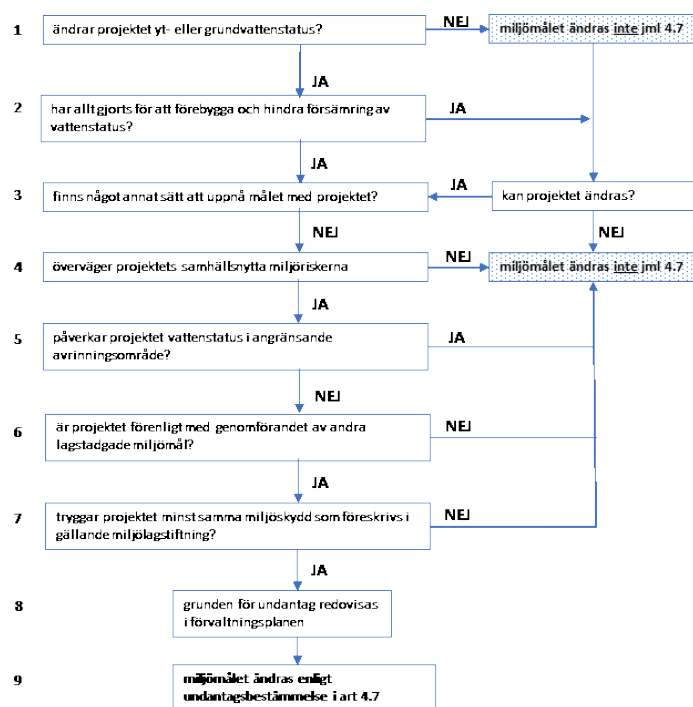 1
ändrar projektet yt- eller grundvattenstatus?
NEJ
miljömålet ändras inte jml 4.7
JA
2
har allt gjorts för att förebygga och hindra försämring av
vattenstatus?
JA
JA
3
finns något annat sätt att uppnå målet med projektet?
JA
kan projektet ändras?
NEJ
NEJ
4
överväger projektets samhällsnytta miljöriskerna
NEJ
miljömålet ändras inte jml 4.7
JA
5
påverkar projektet vattenstatus i angränsande
avrinningsområde?
JA
NEJ
6
är projektet förenligt med genomförandet av andra
lagstadgade miljömål?
NEJ
JA
7
tryggar projektet minst samma miljöskydd som föreskrivs i
gällande miljölagstiftning?
NEJ
JA
8
grunden för undantag redovisas
i förvaltningsplanen
9
miljömålet ändras enligt
undantagsbestämmelse i art 4.7